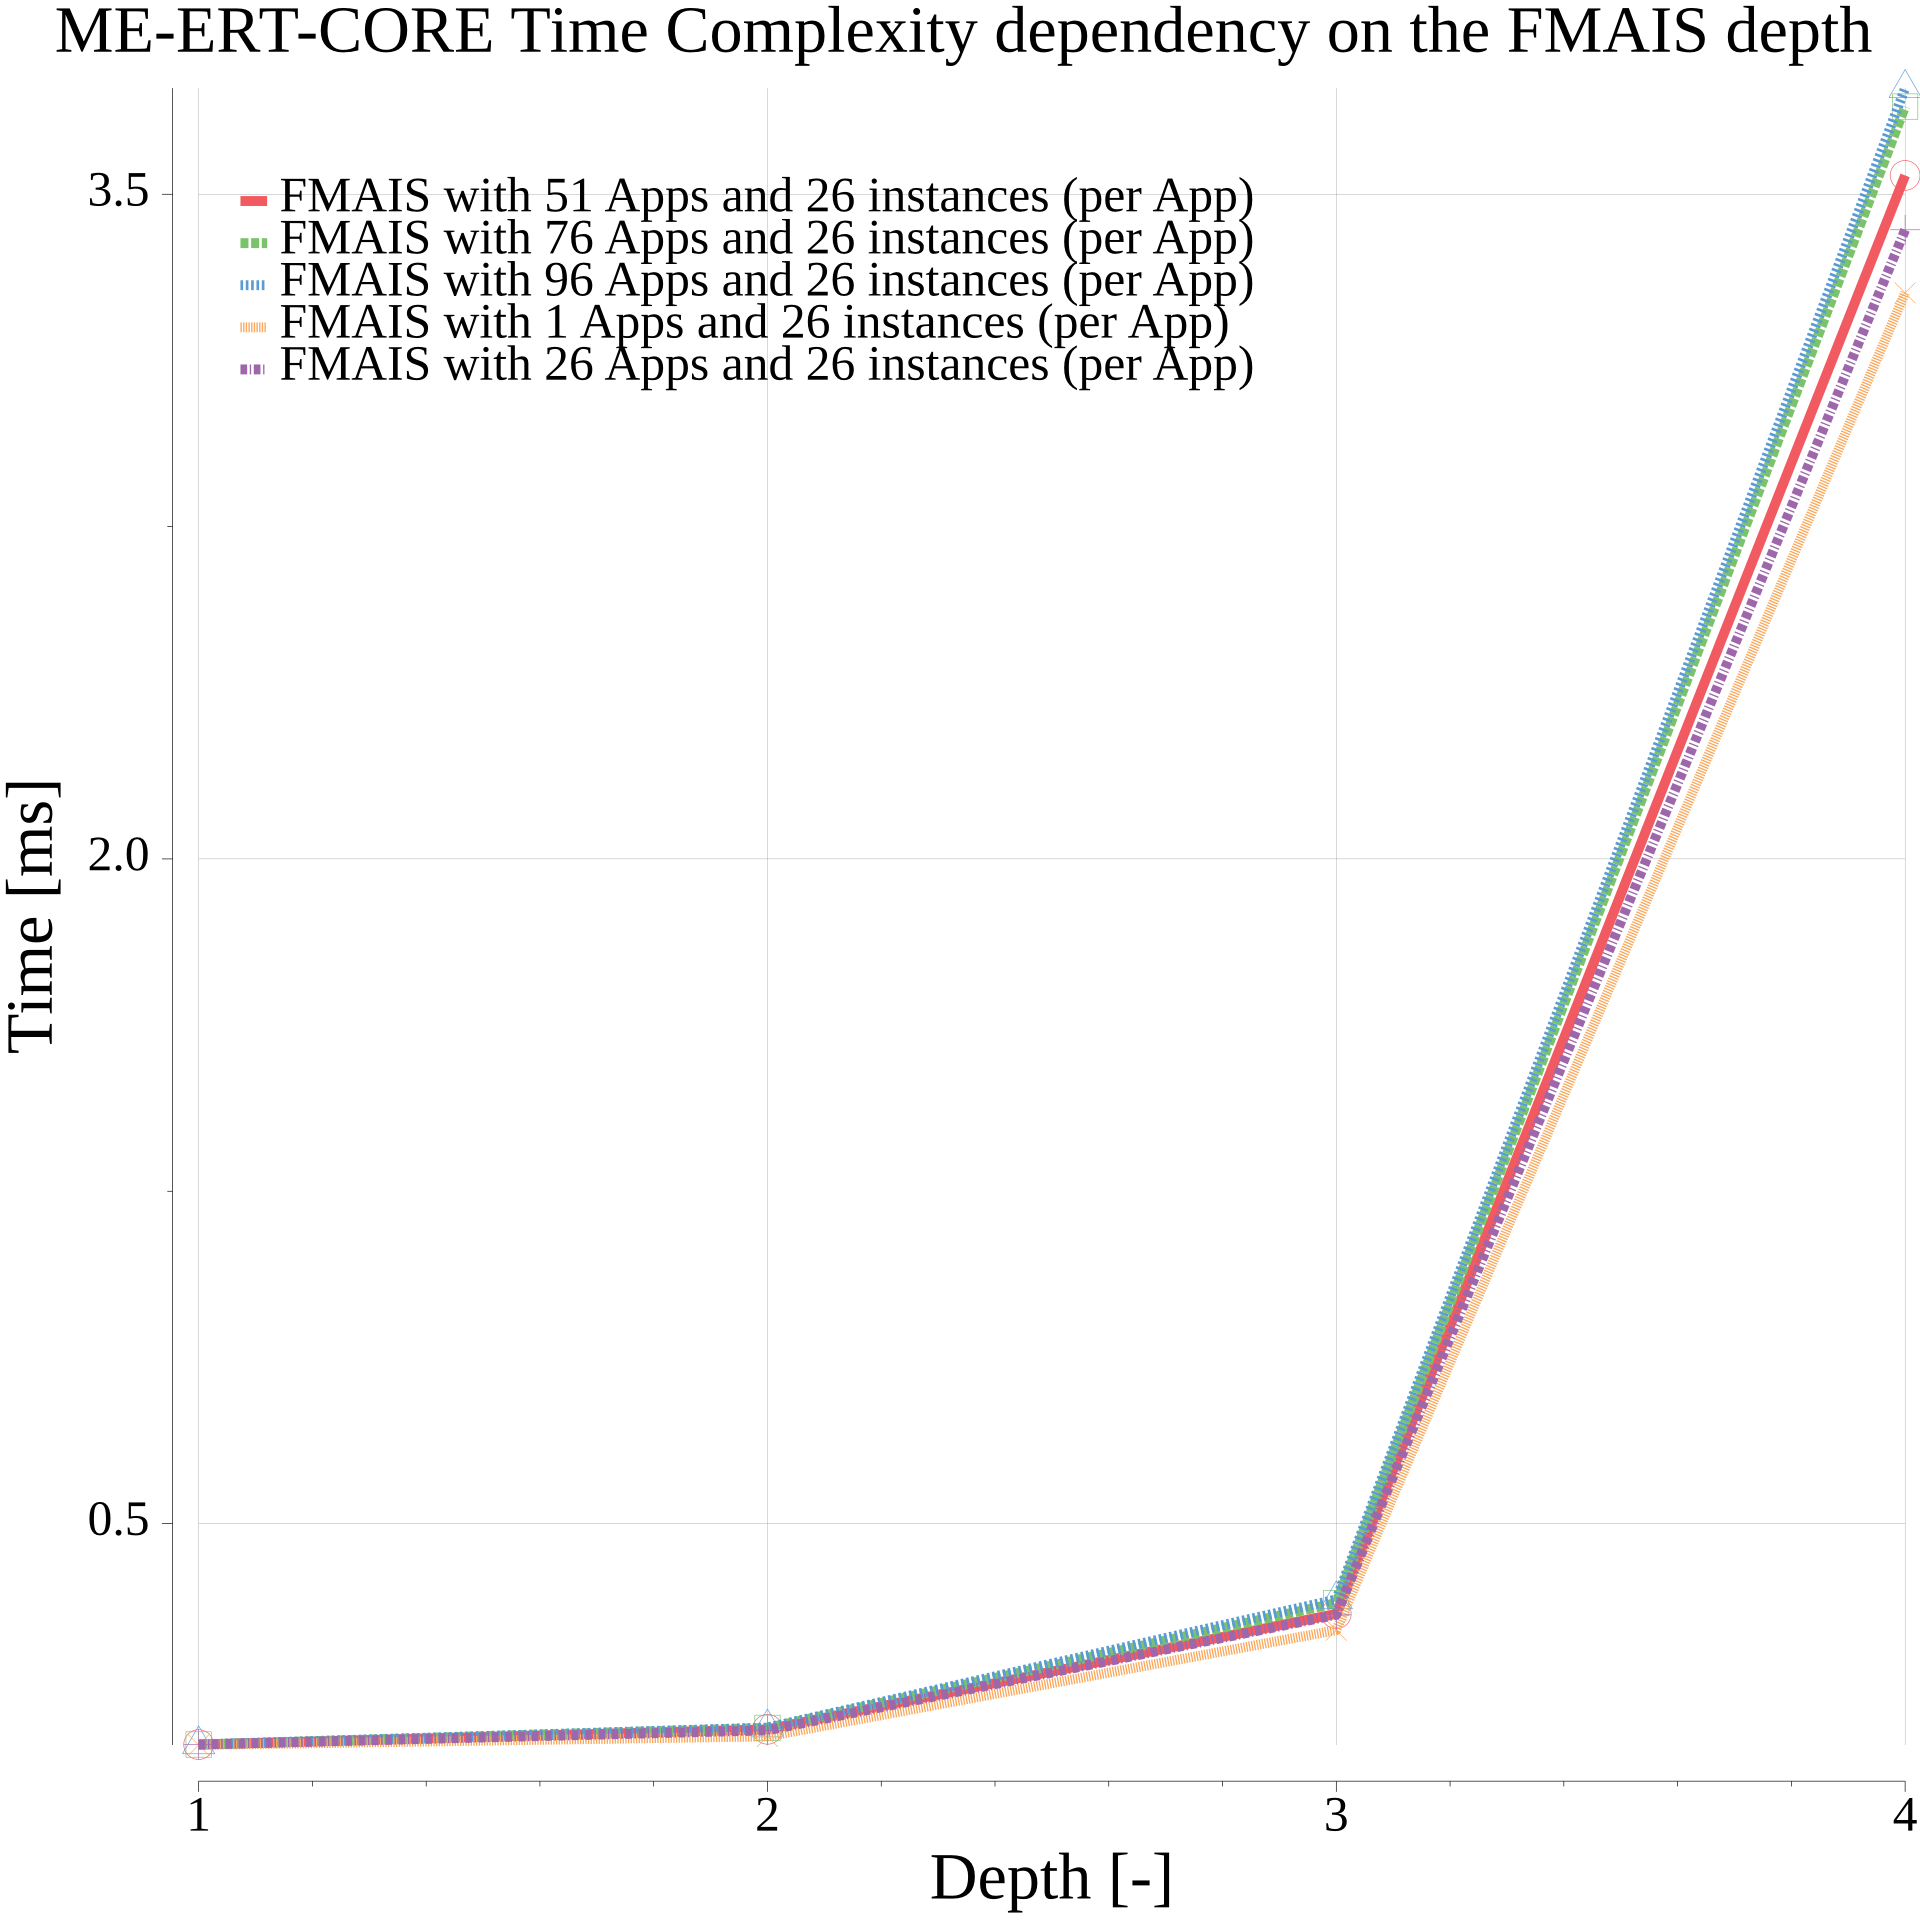 ME-ERT-CORE Time Complexity dependency on the FMAIS depth
3.5
FMAIS with 51 Apps and 26 instances (per App)
FMAIS with 76 Apps and 26 instances (per App)
FMAIS with 96 Apps and 26 instances (per App)
FMAIS with 1 Apps and 26 instances (per App)
FMAIS with 26 Apps and 26 instances (per App)
2.0
Time [ms]
0.5
1 2 3 4
Depth [-]